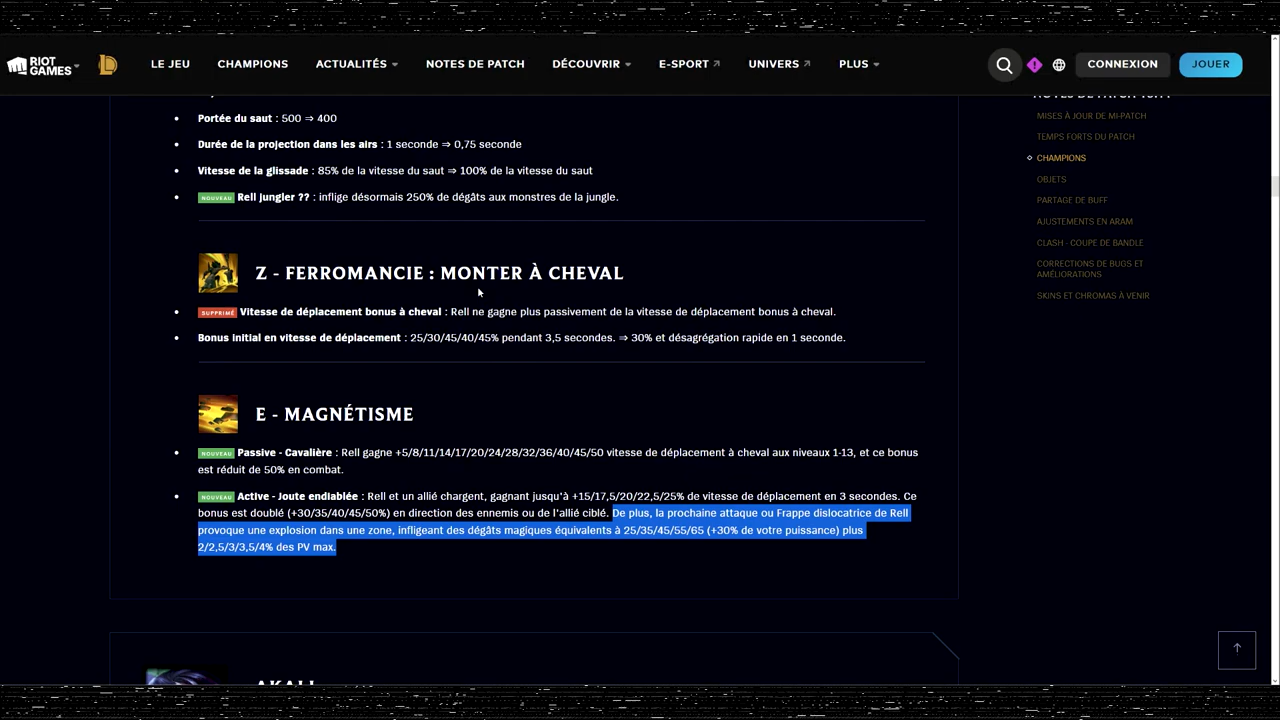 RIOT GAMES
LE JEU
CHAMPIONS
ACTUALITÉS
NOTES DE PATCH
DÉCOUVRIR
E-SPORT
UNIVERS
PLUS
CONNEXION
JOUER
Portée du saut : 500 ⇒ 400
Durée de la projection dans les airs : 1 seconde ⇒ 0,75 seconde
Vitesse de la glissade : 85% de la vitesse du saut ⇒ 100% de la vitesse du saut
NOUVEAU Rell jungler ?? : inflige désormais 250% de dégâts aux monstres de la jungle.
Z - FERROMANCIE : MONTER À CHEVAL
SUPPRIMÉ Vitesse de déplacement bonus à cheval : Rell ne gagne plus passivement de la vitesse de déplacement bonus à cheval.
Bonus initial en vitesse de déplacement : 25/30/45/40/45% pendant 3,5 secondes. ⇒ 30% et désagrégation rapide en 1 seconde.
E - MAGNÉTISME
NOUVEAU Passive - Cavalière : Rell gagne +5/8/11/14/17/20/24/28/32/36/40/45/50 vitesse de déplacement à cheval aux niveaux 1-13, et ce bonus
est réduit de 50% en combat.
NOUVEAU Active - Joute endiablée : Rell et un allié chargent, gagnant jusqu'à +15/17,5/20/22,5/25% de vitesse de déplacement en 3 secondes. Ce
bonus est doublé (+30/35/40/45/50%) en direction des ennemis ou de l'allié ciblé. De plus, la prochaine attaque ou Frappe dislocatrice de Rell
provoque une explosion dans une zone, infligeant des dégâts magiques équivalents à 25/35/45/55/65 (+30% de votre puissance) plus
2/2,5/3/3,5/4% des PV max.
AKALI
MISES À JOUR DE MI-PATCH
TEMPS FORTS DU PATCH
CHAMPIONS
OBJETS
PARTAGE DE BUFF
AJUSTEMENTS EN ARAM
CLASH - COUPE DE BANDLE
CORRECTIONS DE BUGS ET
AMÉLIORATIONS
SKINS ET CHROMAS À VENIR